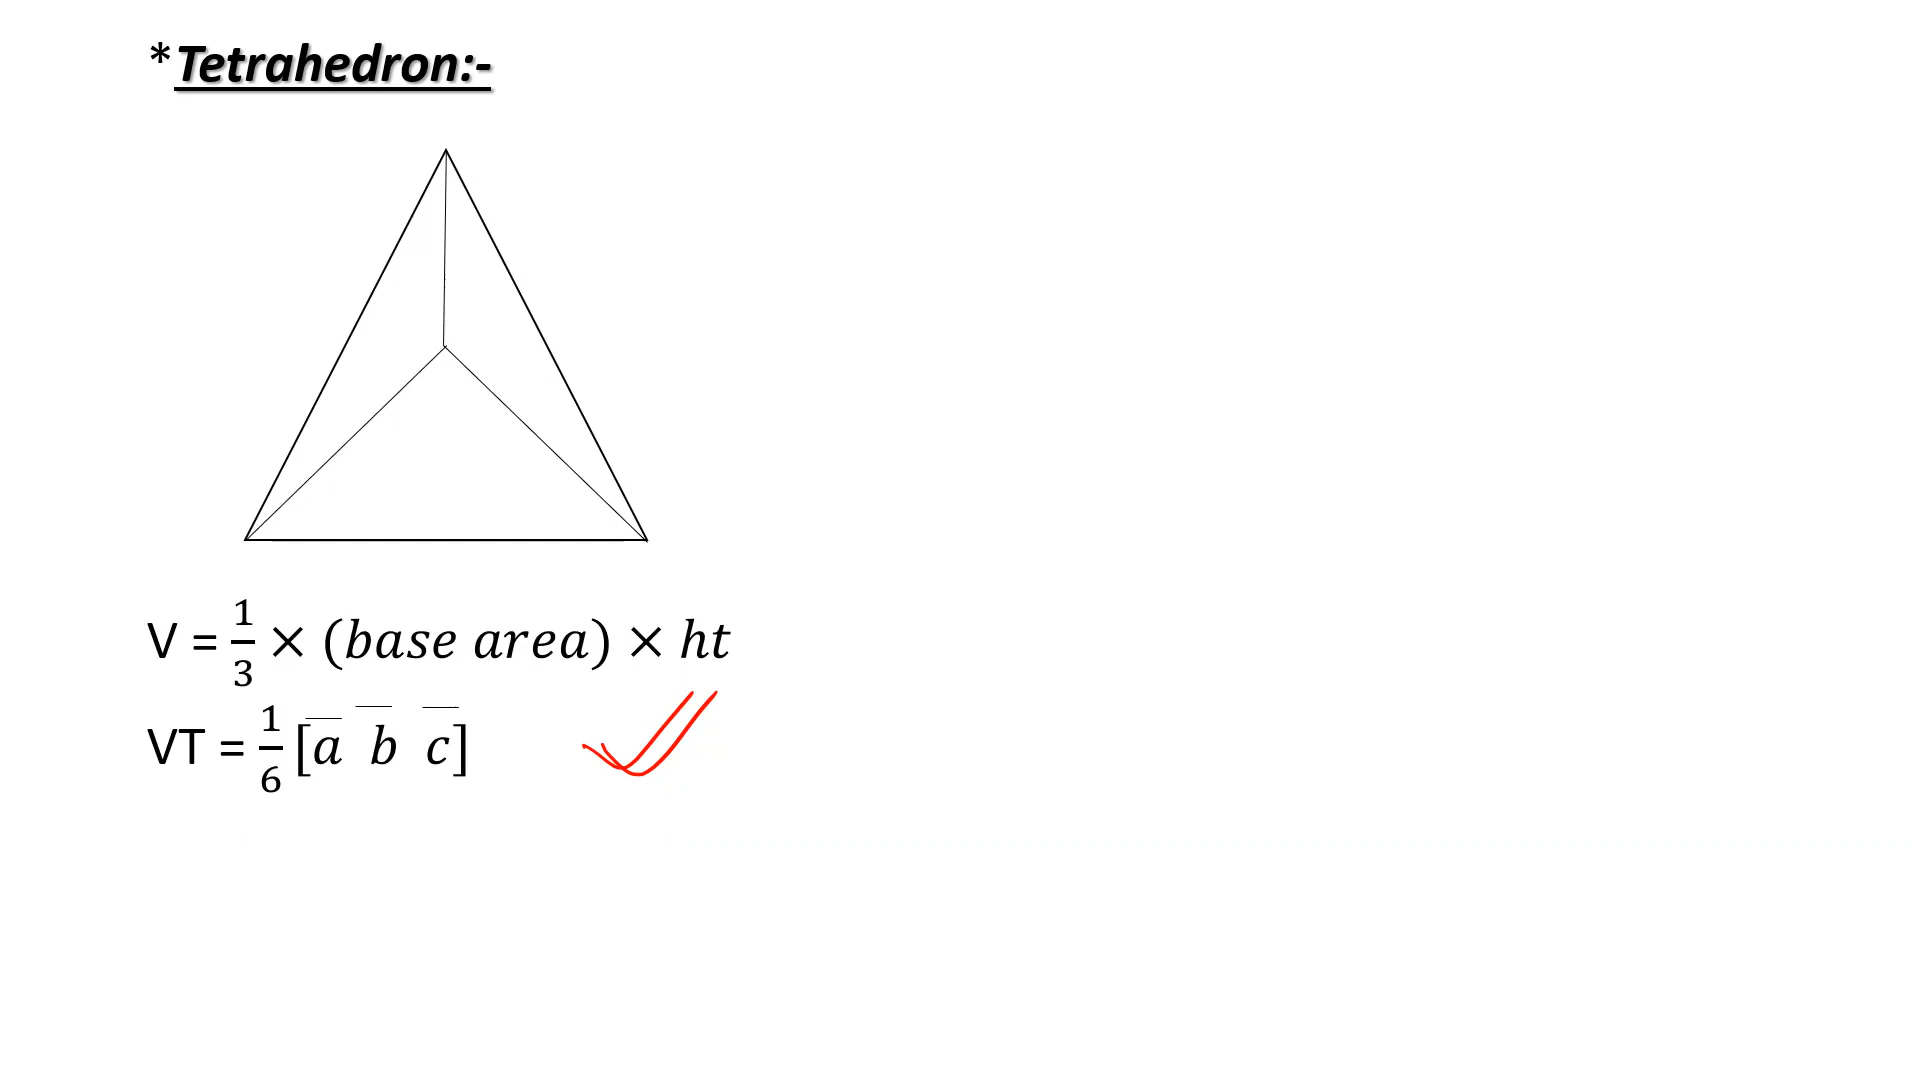 *Tetrahedron:-
V = 1/3 × (base area) × ht
VT = 1/6 [a̅ b̅ c̅]